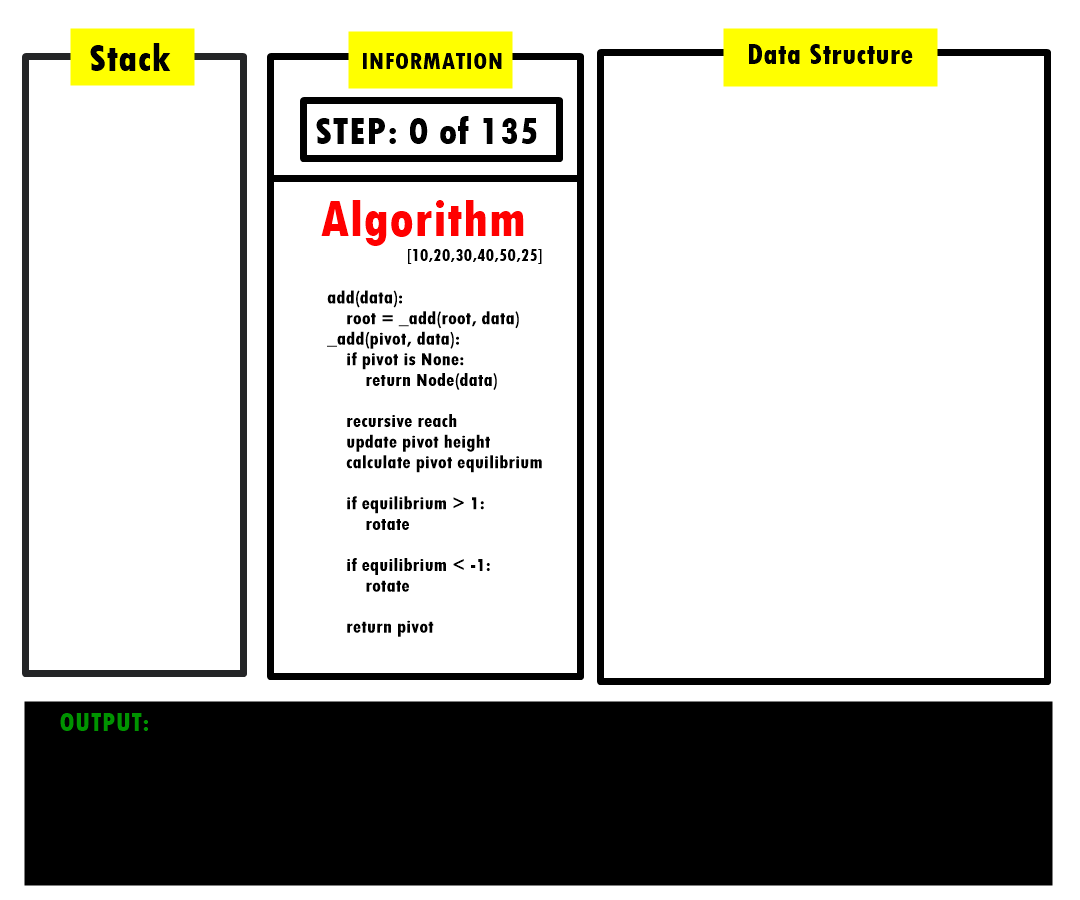 Stack
INFORMATION
Data Structure
STEP: 0 of 135
Algorithm
[10,20,30,40,50,25]
add(data):
root = _add(root, data)
_add(pivot, data):
if pivot is None:
return Node(data)
recursive reach
update pivot height
calculate pivot equilibrium
if equilibrium > 1:
rotate
if equilibrium < -1:
rotate
return pivot
OUTPUT: